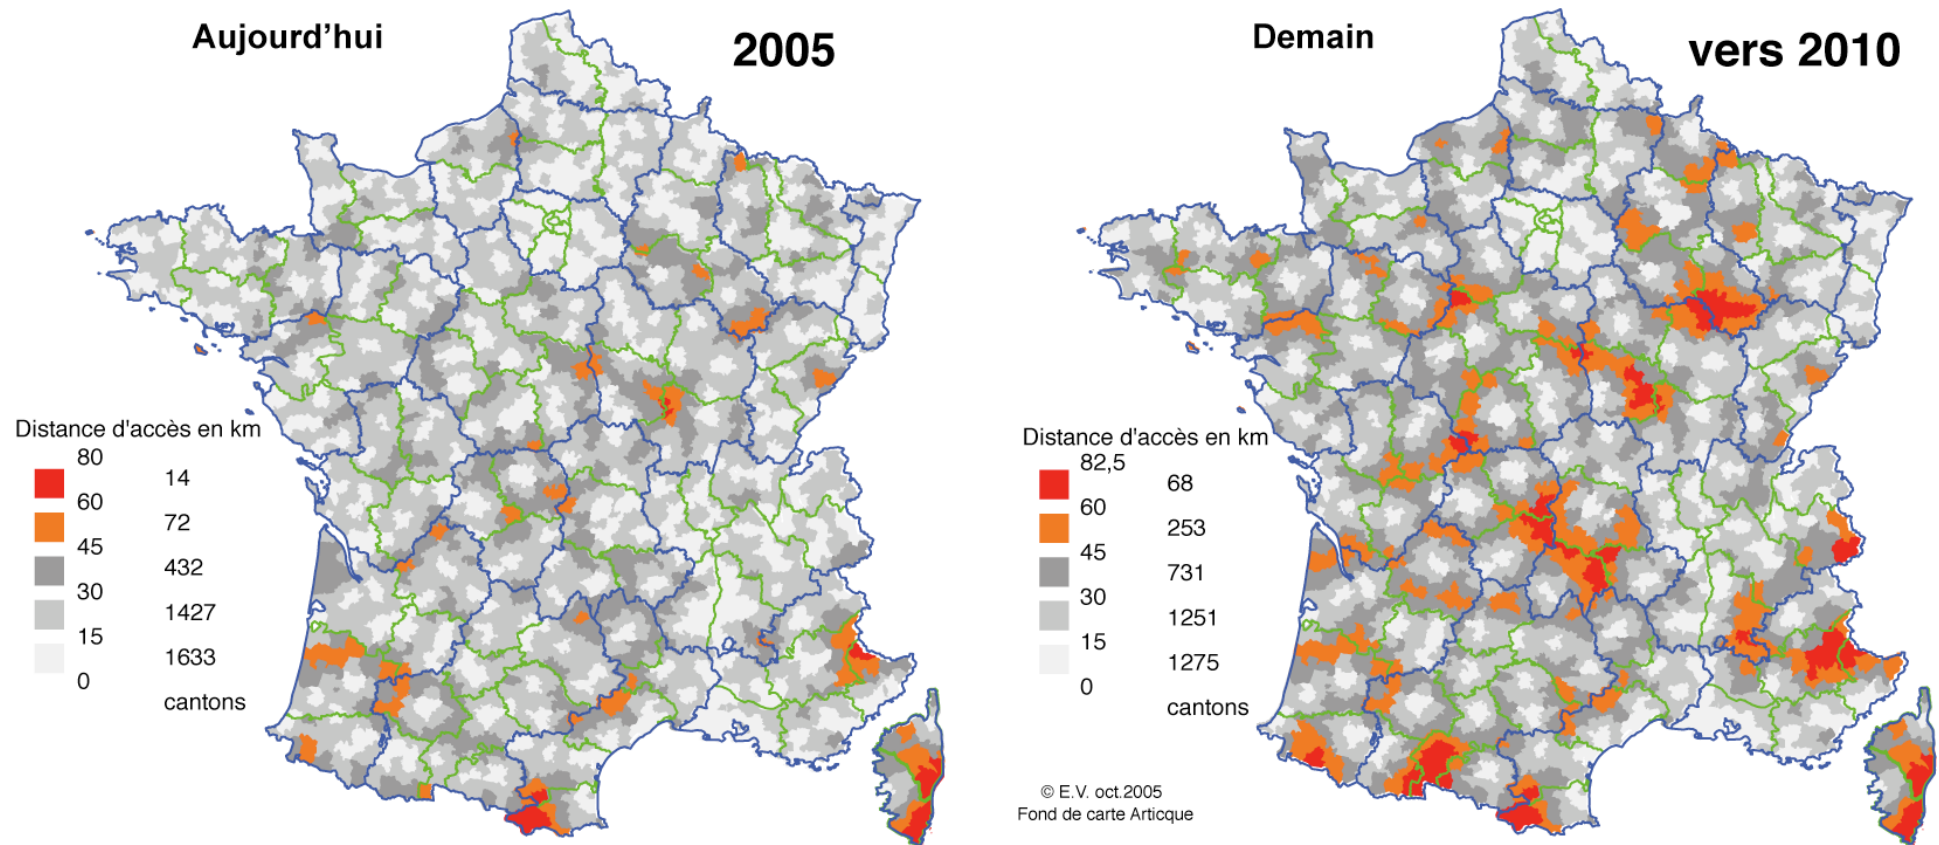 Aujourd'hui
2005
Distance d'accès en km
80
14
60
72
45
432
30
1427
15
1633
0
cantons
Demain
vers 2010
Distance d'accès en km
82,5
68
60
253
45
731
30
1251
15
1275
0
cantons
© E.V. oct.2005
Fond de carte Articque